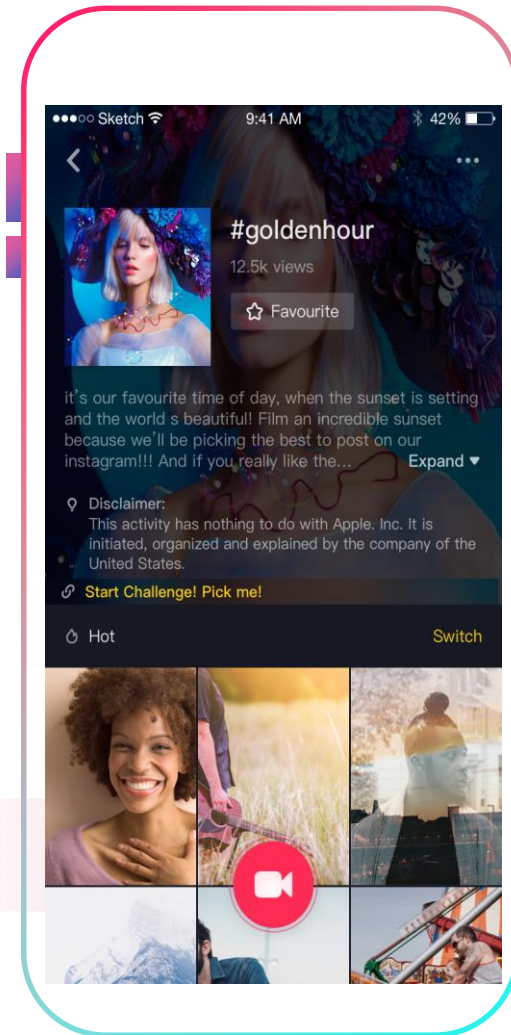 Sketch 9:41 AM 42%
#goldenhour
12.5k views
Favourite
it's our favourite time of day, when the sunset is setting
and the world s beautiful! Film an incredible sunset
because we'll be picking the best to post on our
instagram!!! And if you really like the... Expand
Disclaimer:
This activity has nothing to do with Apple. Inc. It is
initiated, organized and explained by the company of the
United States.
Start Challenge! Pick me!
Hot Switch